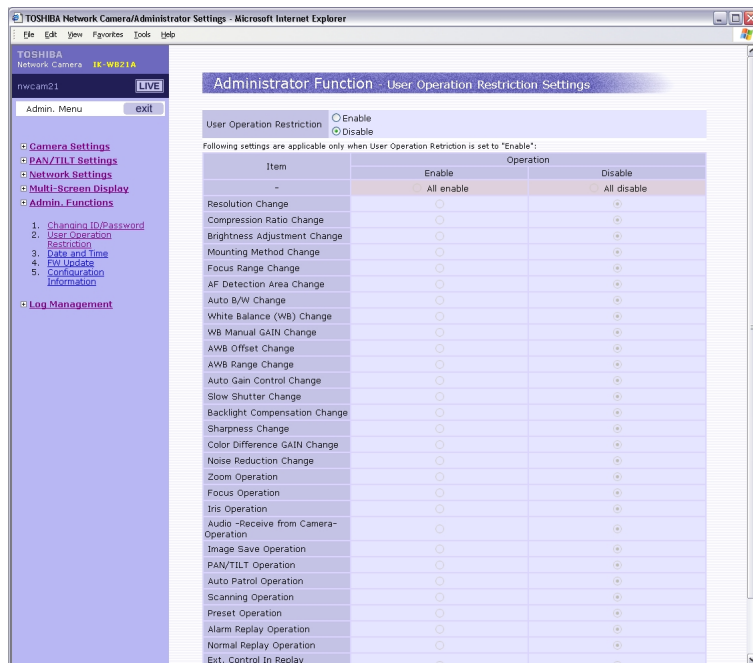 TOSHIBA Network Camera/Administrator Settings - Microsoft Internet Explorer
File Edit View Favorites Tools Help
TOSHIBA
Network Camera IK-WB21A
nwcam21 LIVE
Admin. Menu exit
Camera Settings
PAN/TILT Settings
Network Settings
Multi-Screen Display
Admin. Functions
1. Changing ID/Password
2. User Operation
Restriction
3. Date and Time
4. FW Update
5. Configuration
Information
Log Management
Administrator Function - User Operation Restriction Settings
User Operation Restriction
Enable
Disable
Following settings are applicable only when User Operation Retriction is set to "Enable":
Item Operation
Enable Disable
- All enable All disable
Resolution Change
Compression Ratio Change
Brightness Adjustment Change
Mounting Method Change
Focus Range Change
AF Detection Area Change
Auto B/W Change
White Balance (WB) Change
WB Manual GAIN Change
AWB Offset Change
AWB Range Change
Auto Gain Control Change
Slow Shutter Change
Backlight Compensation Change
Sharpness Change
Color Difference GAIN Change
Noise Reduction Change
Zoom Operation
Focus Operation
Iris Operation
Audio -Receive from Camera-
Operation
Image Save Operation
PAN/TILT Operation
Auto Patrol Operation
Scanning Operation
Preset Operation
Alarm Replay Operation
Normal Replay Operation
Ext. Control In Replay